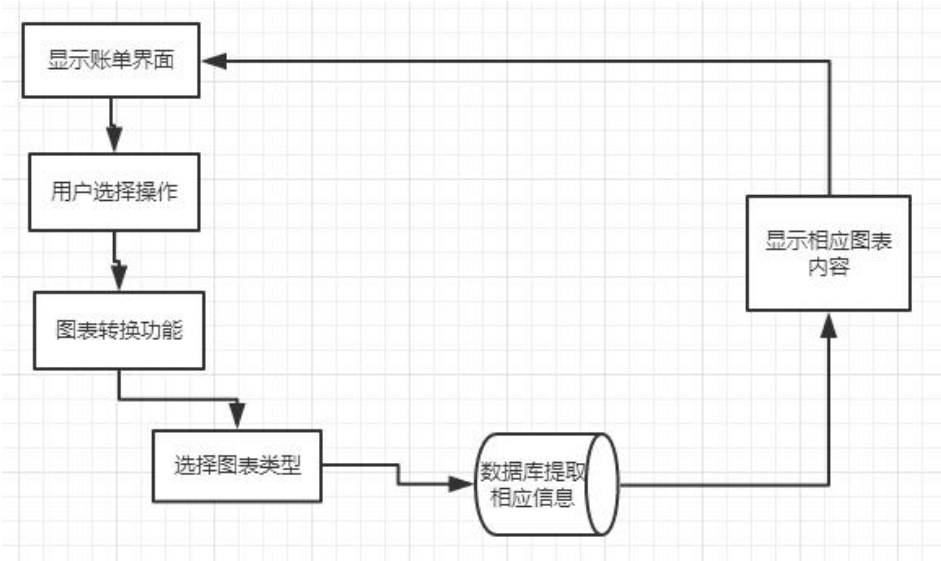 显示账单界面
用户选择操作
图表转换功能
选择图表类型
数据库提取
相应信息
显示相应图表
内容